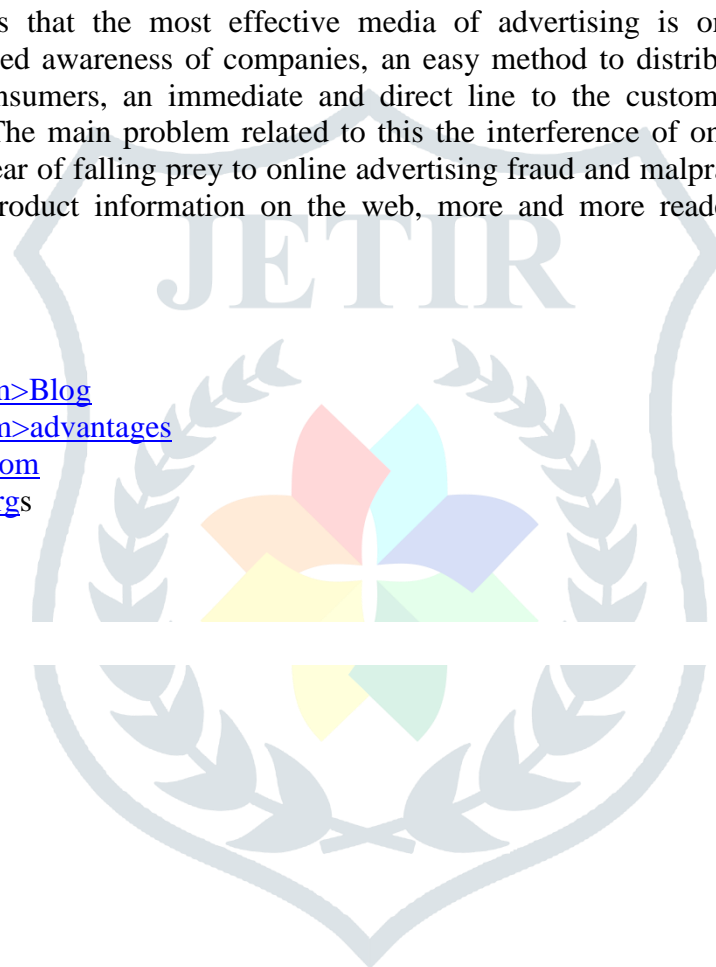 s that the most effective media of advertising is or
ed awareness of companies, an easy method to distrib
nsumers, an immediate and direct line to the custom
The main problem related to this the interference of on
ear of falling prey to online advertising fraud and malpra
roduct information on the web, more and more reade
JETIR
m>Blog
m>advantages
om
rgs